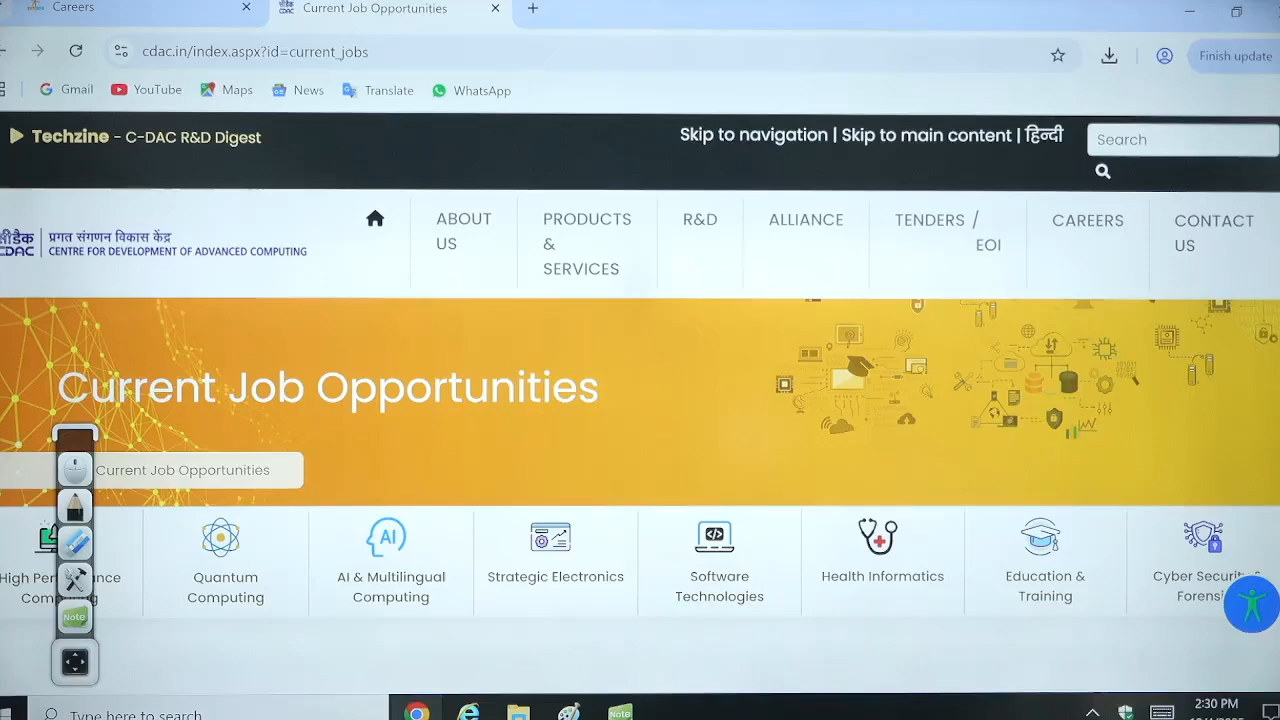 Careers
Current Job Opportunities
cdac.in/index.aspx?id=current_jobs
Finish update
Gmail
YouTube
Maps
News
Translate
WhatsApp
Techzine - C-DAC R&D Digest
Skip to navigation | Skip to main content | हिन्दी
Search
सीडैक
CDAC
प्रगत संगणन विकास केंद्र
CENTRE FOR DEVELOPMENT OF ADVANCED COMPUTING
ABOUT
US
PRODUCTS
&
SERVICES
R&D
ALLIANCE
TENDERS /
EOI
CAREERS
CONTACT
US
Current Job Opportunities
Current Job Opportunities
Quantum
Computing
AI
AI & Multilingual
Computing
Strategic Electronics
Software
Technologies
Health Informatics
Education &
Training
Note
Type here to search
Note
2:30 PM